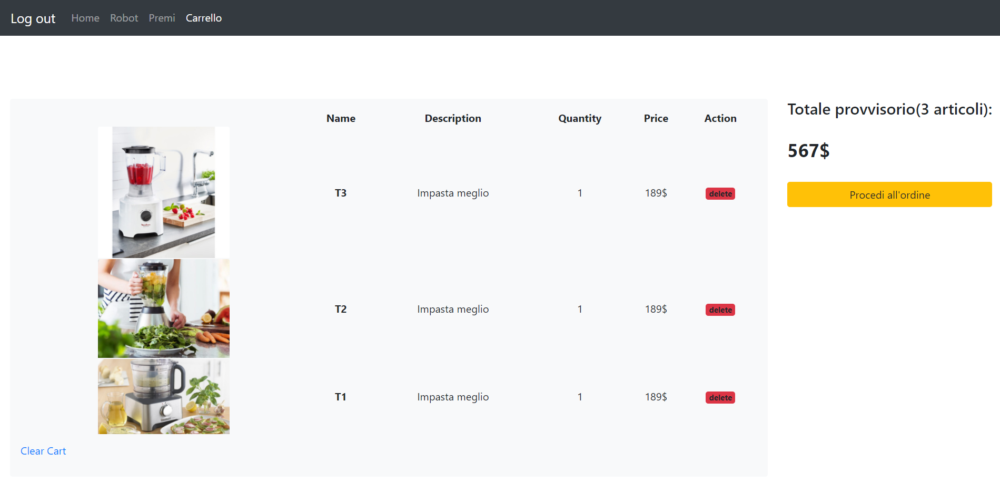 Log out Home Robot Premi Carrello
Name Description Quantity Price Action
T3 Impasta meglio 1 189$ delete
T2 Impasta meglio 1 189$ delete
T1 Impasta meglio 1 189$ delete
Clear Cart
Totale provvisorio(3 articoli):
567$
Procedi all'ordine